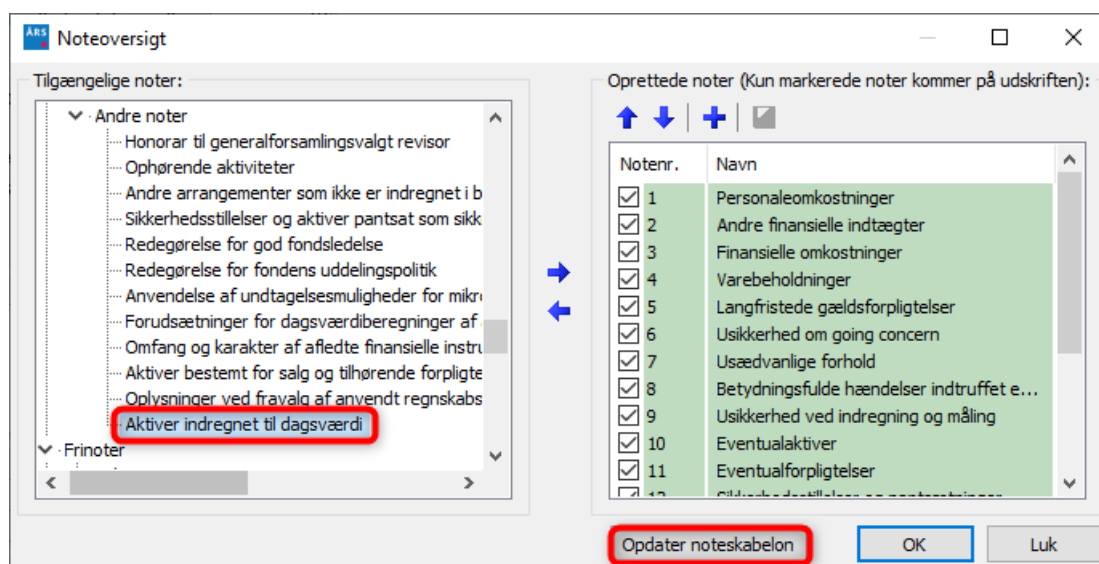 ÅRS
Noteoversigt
Tilgængelige noter:
Andre noter
Honorar til generalforsamlingsvalgt revisor
Ophørende aktiviteter
Andre arrangementer som ikke er indregnet i b
Sikkerhedsstillelser og aktiver pantsat som sikk
Redegørelse for god fondsledelse
Redegørelse for fondens uddelingspolitik
Anvendelse af undtagelsesmuligheder for mikr
Forudsætninger for dagsværdiberegninger af
Omfang og karakter af afledte finansielle instru
Aktiver bestemt for salg og tilhørende forpligte
Oplysninger ved fravalg af anvendt regnskabs
Aktiver indregnet til dagsværdi
Frinoter
Oprettede noter (Kun markerede noter kommer på udskriften):
Notenr. Navn
1 Personaleomkostninger
2 Andre finansielle indtægter
3 Finansielle omkostninger
4 Varebeholdninger
5 Langfristede gældsforpligtelser
6 Usikkerhed om going concern
7 Usædvanlige forhold
8 Betydningsfulde hændelser indtruffet e...
9 Usikkerhed ved indregning og måling
10 Eventualaktiver
11 Eventualforpligtelser
Opdater noteskabelon
OK
Luk